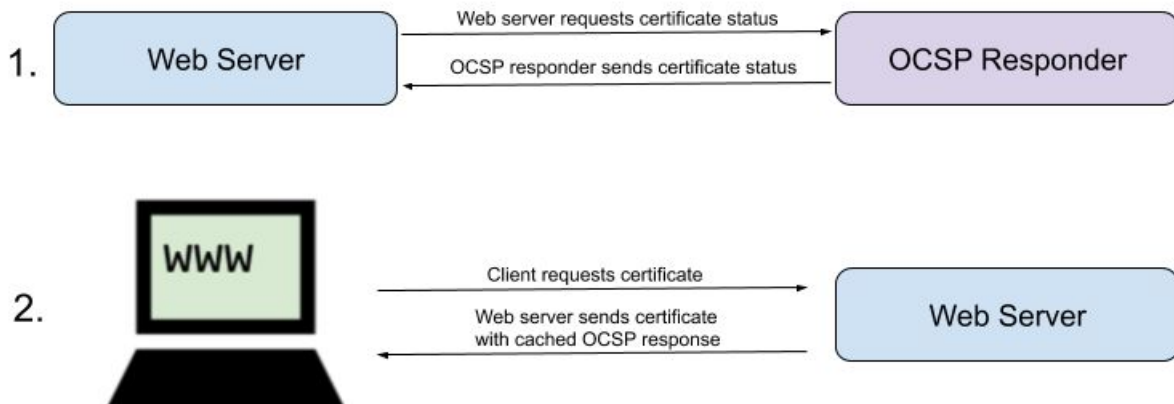 Web server requests certificate status
1.
Web Server
OCSP Responder
OCSP responder sends certificate status
WWW
Client requests certificate
2.
Web server sends certificate
with cached OCSP response
Web Server